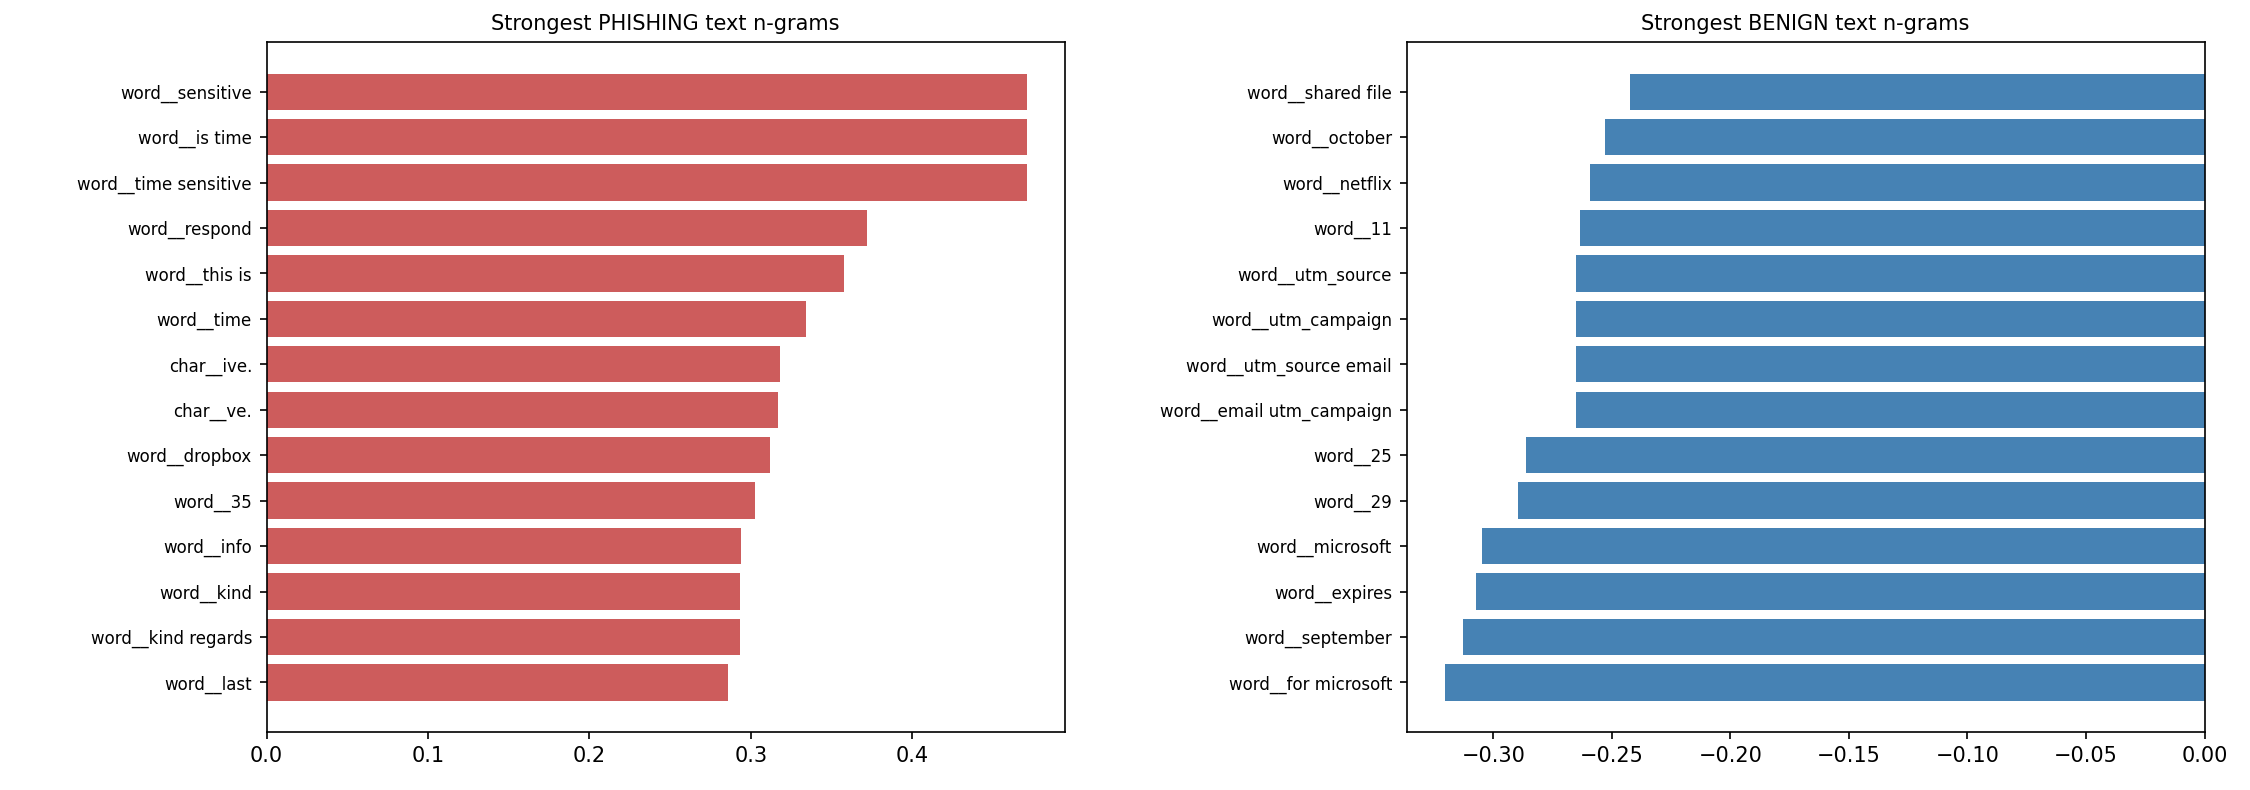 Strongest PHISHING text n-grams
word__sensitive
word__is time
word__time sensitive
word__respond
word__this is
word__time
char__ive.
char__ve.
word__dropbox
word__35
word__info
word__kind
word__kind regards
word__last
0.0 0.1 0.2 0.3 0.4
Strongest BENIGN text n-grams
word__shared file
word__october
word__netflix
word__11
word__utm_source
word__utm_campaign
word__utm_source email
word__email utm_campaign
word__25
word__29
word__microsoft
word__expires
word__september
word__for microsoft
−0.30 −0.25 −0.20 −0.15 −0.10 −0.05 0.00